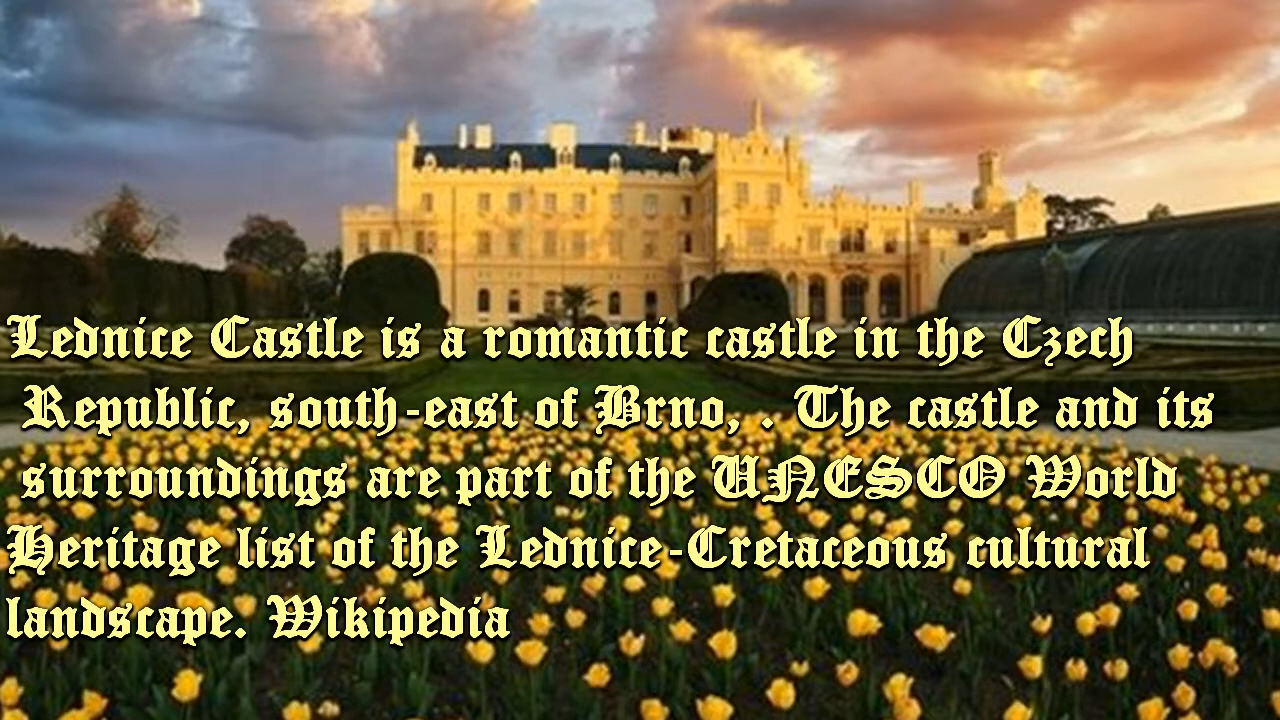 Lednice Castle is a romantic castle in the Czech
Republic, south-east of Brno, . The castle and its
surroundings are part of the UNESCO World
Heritage list of the Lednice-Cretaceous cultural
landscape. Wikipedia